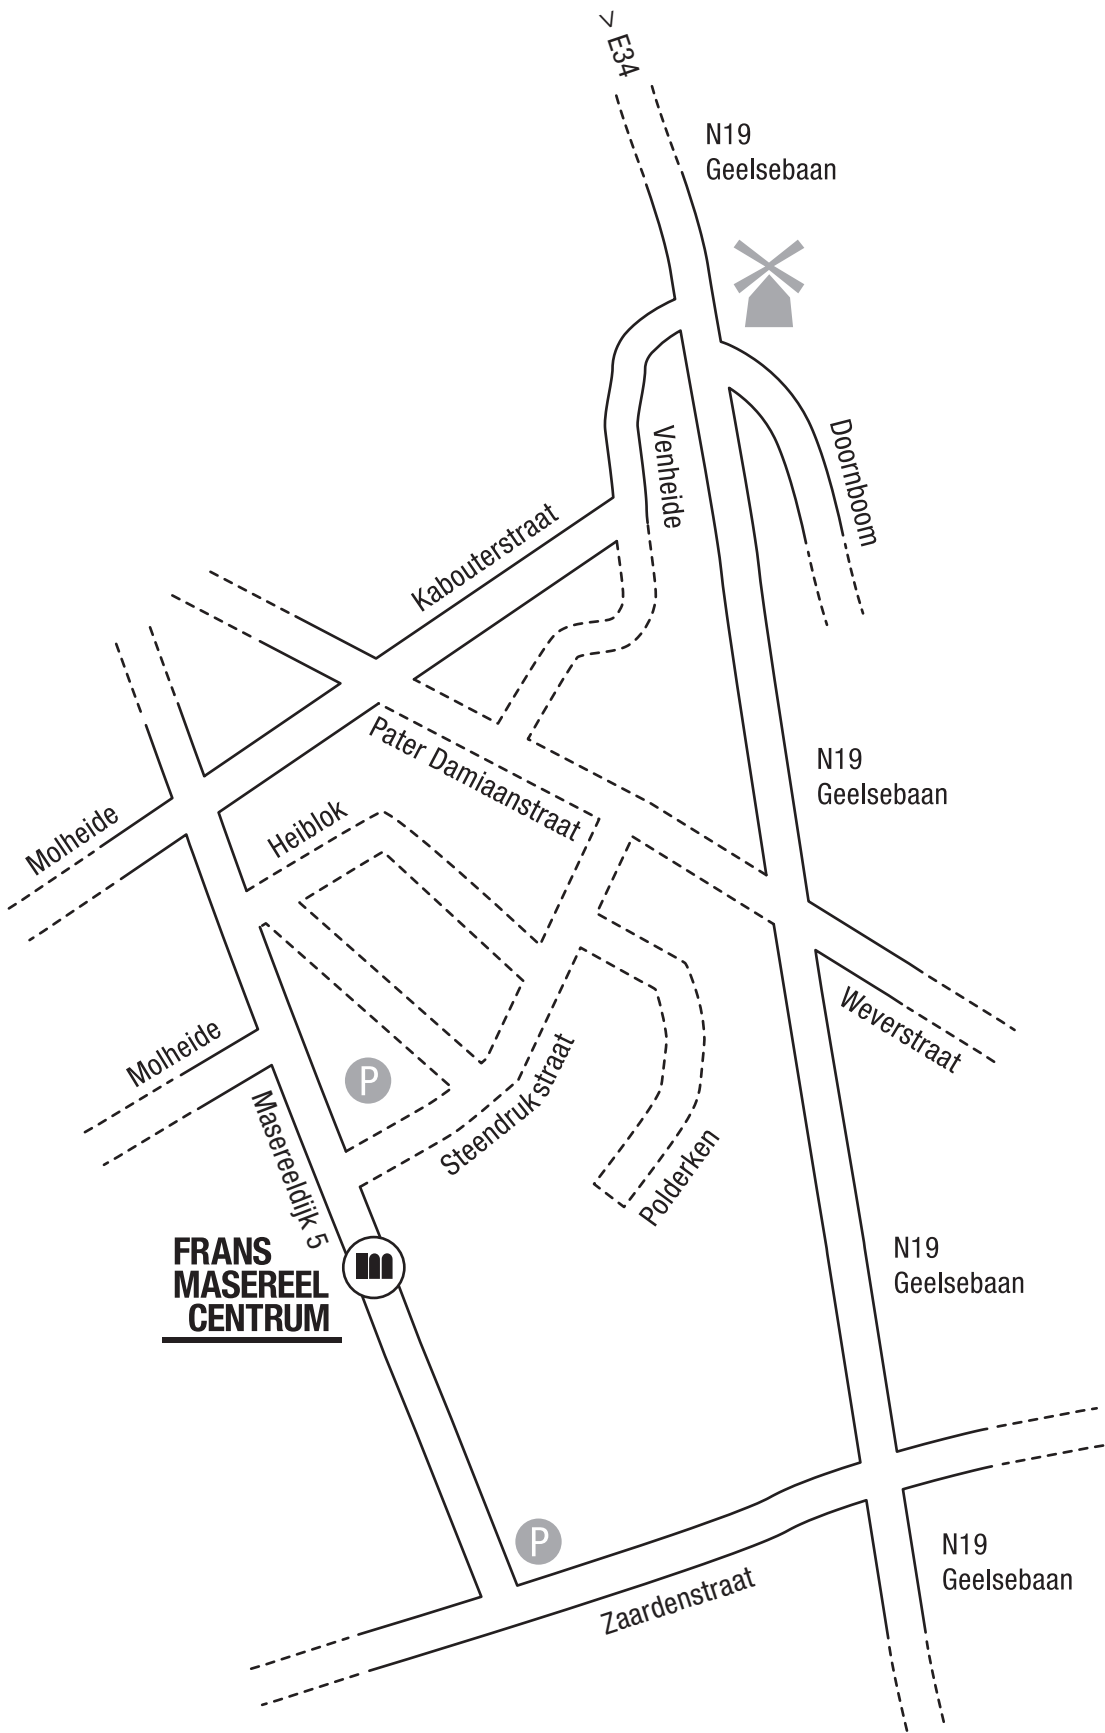 > E34
N19
Geelsebaan
Venheide
Doornboom
Kabouterstraat
Pater Damiaanstraat
N19
Geelsebaan
Heiblok
Molheide
Weverstraat
Molheide
P
Steendrukstraat
Masereeldijk 5
Polderken
FRANS
MASEREEL
CENTRUM
N19
Geelsebaan
P
N19
Geelsebaan
Zaardenstraat